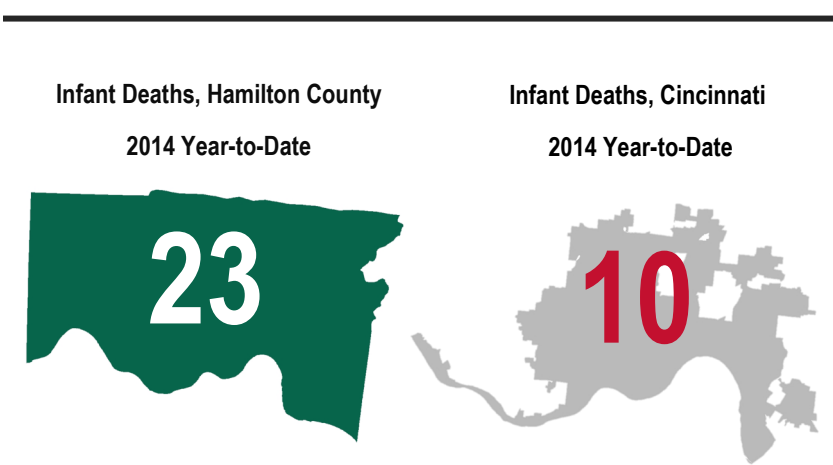 Infant Deaths, Hamilton County
2014 Year-to-Date
23
Infant Deaths, Cincinnati
2014 Year-to-Date
10